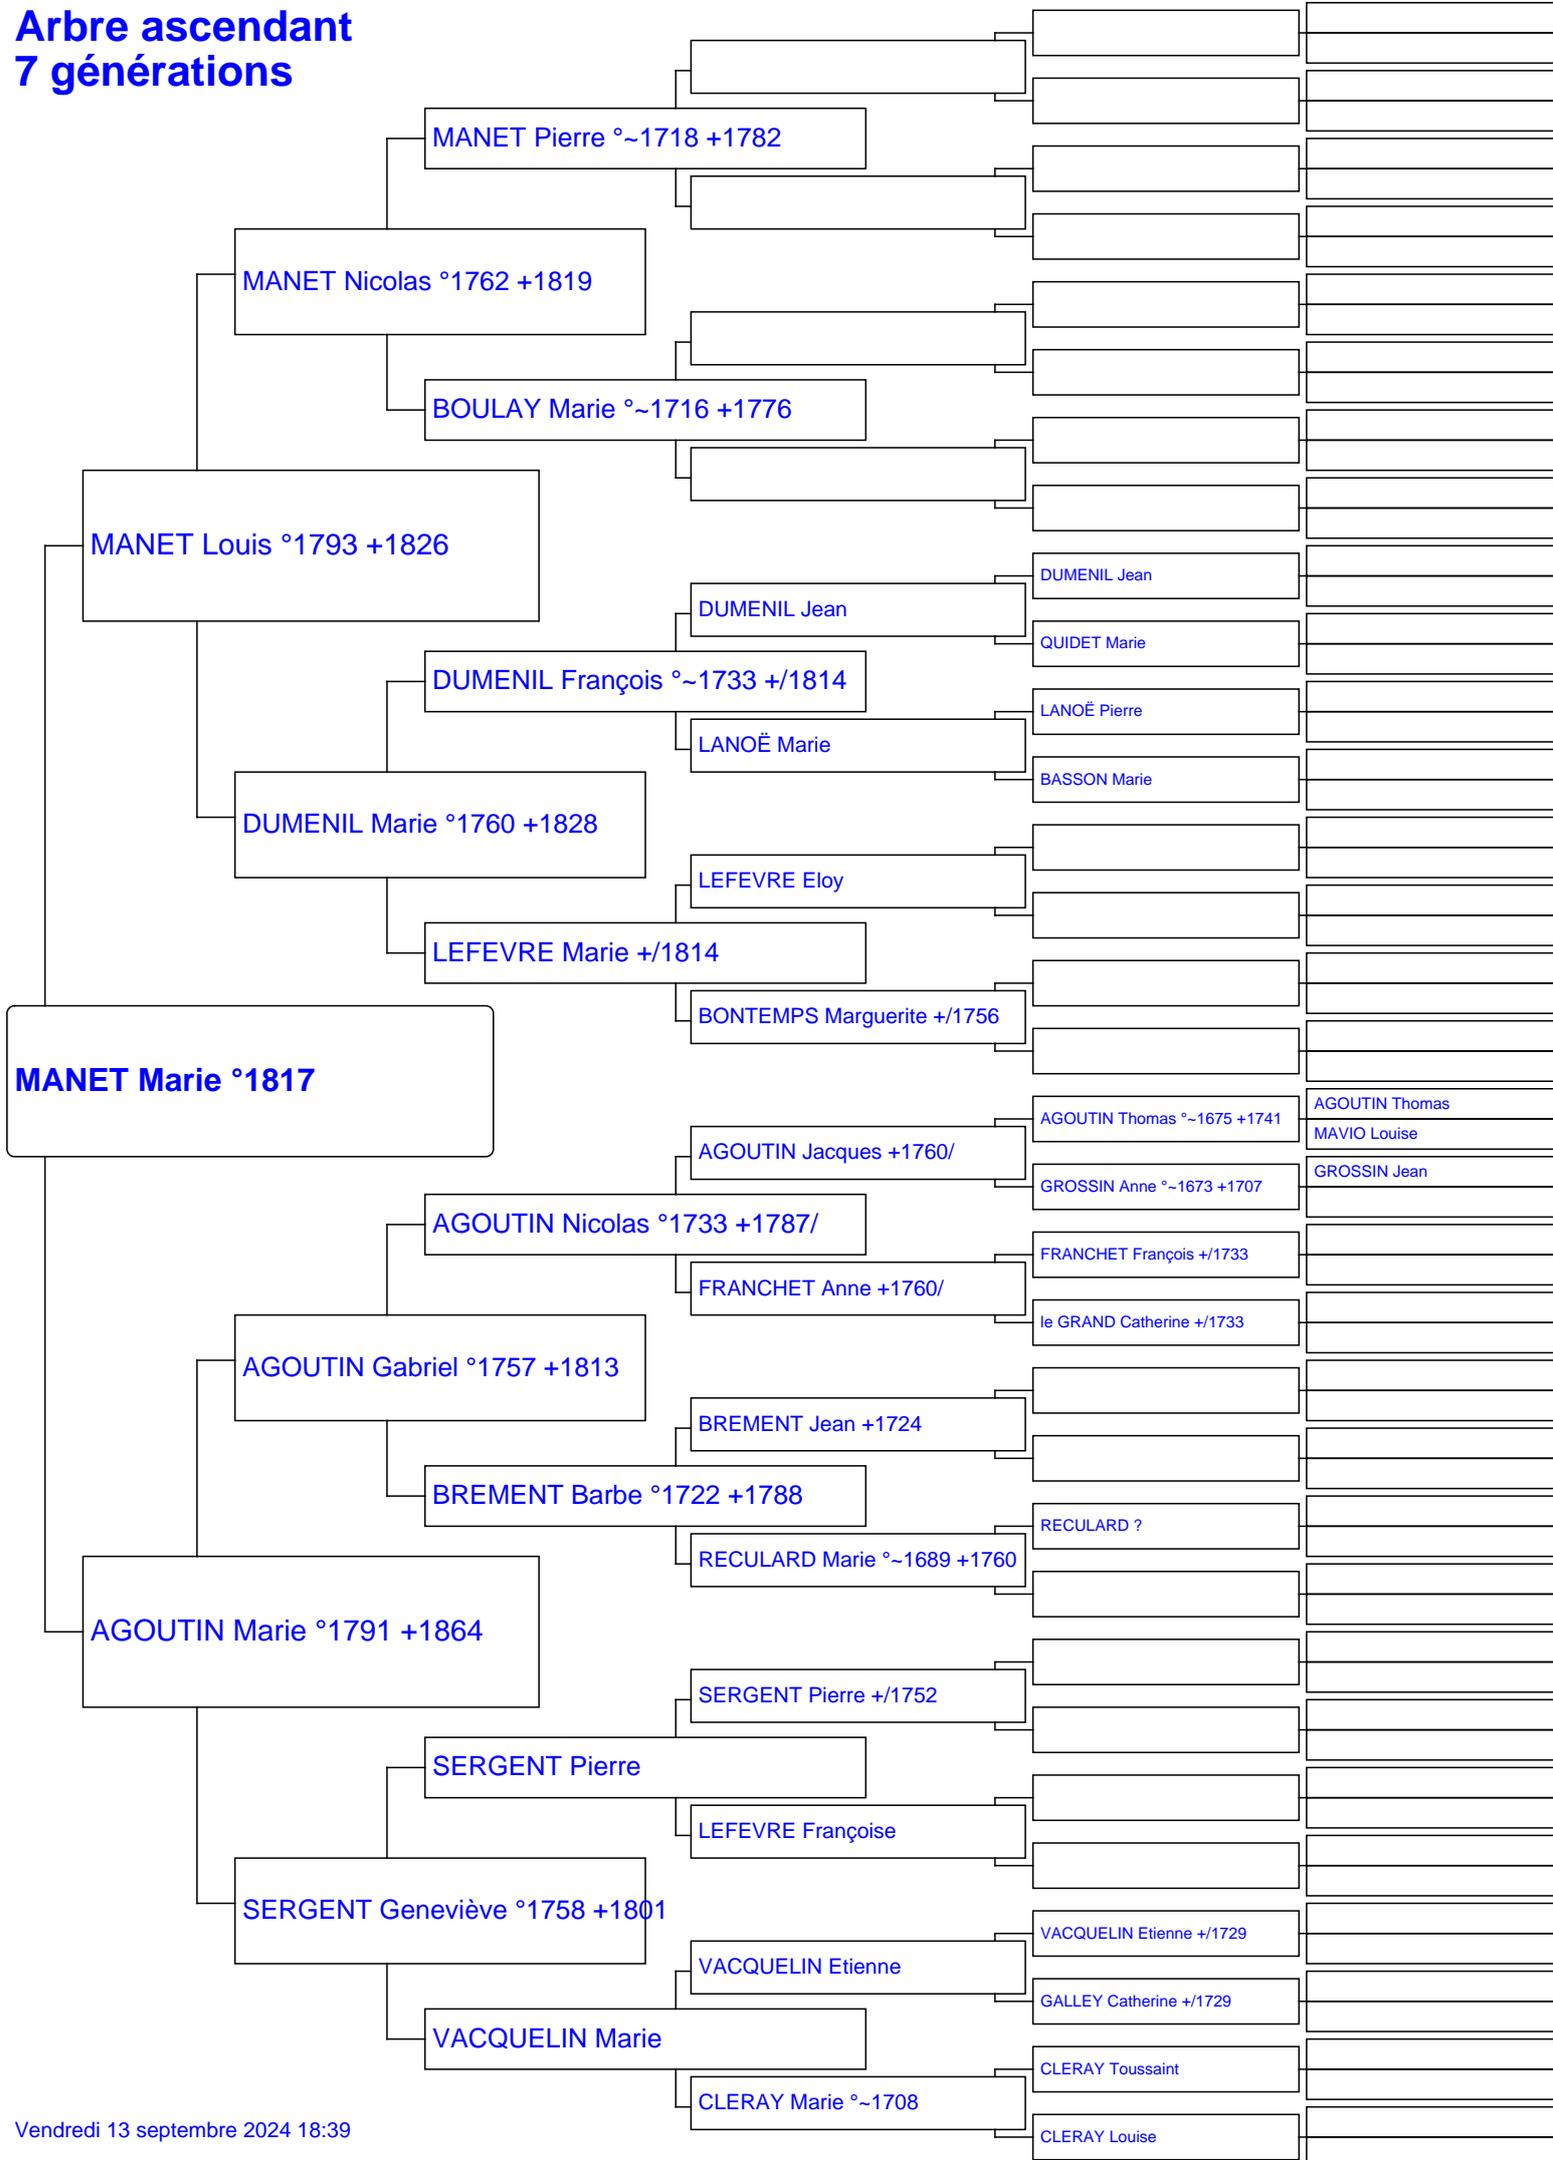 Arbre ascendant
7 générations
MANET Pierre °~1718 +1782
MANET Nicolas °1762 +1819
BOULAY Marie °~1716 +1776
MANET Louis °1793 +1826
DUMENIL Jean
DUMENIL Jean
QUIDET Marie
DUMENIL François °~1733 +/1814
LANOË Pierre
LANOË Marie
BASSON Marie
DUMENIL Marie °1760 +1828
LEFEVRE Eloy
LEFEVRE Marie +/1814
BONTEMPS Marguerite +/1756
MANET Marie °1817
AGOUTIN Thomas
AGOUTIN Thomas °~1675 +1741
MAVIO Louise
AGOUTIN Jacques +1760/
GROSSIN Jean
GROSSIN Anne °~1673 +1707
AGOUTIN Nicolas °1733 +1787/
FRANCHET François +/1733
FRANCHET Anne +1760/
le GRAND Catherine +/1733
AGOUTIN Gabriel °1757 +1813
BREMENT Jean +1724
BREMENT Barbe °1722 +1788
RECULARD ?
RECULARD Marie °~1689 +1760
AGOUTIN Marie °1791 +1864
SERGENT Pierre +/1752
SERGENT Pierre
LEFEVRE Françoise
SERGENT Geneviève °1758 +1801
VACQUELIN Etienne +/1729
VACQUELIN Etienne
GALLEY Catherine +/1729
VACQUELIN Marie
CLERAY Toussaint
CLERAY Marie °~1708
CLERAY Louise
Vendredi 13 septembre 2024 18:39